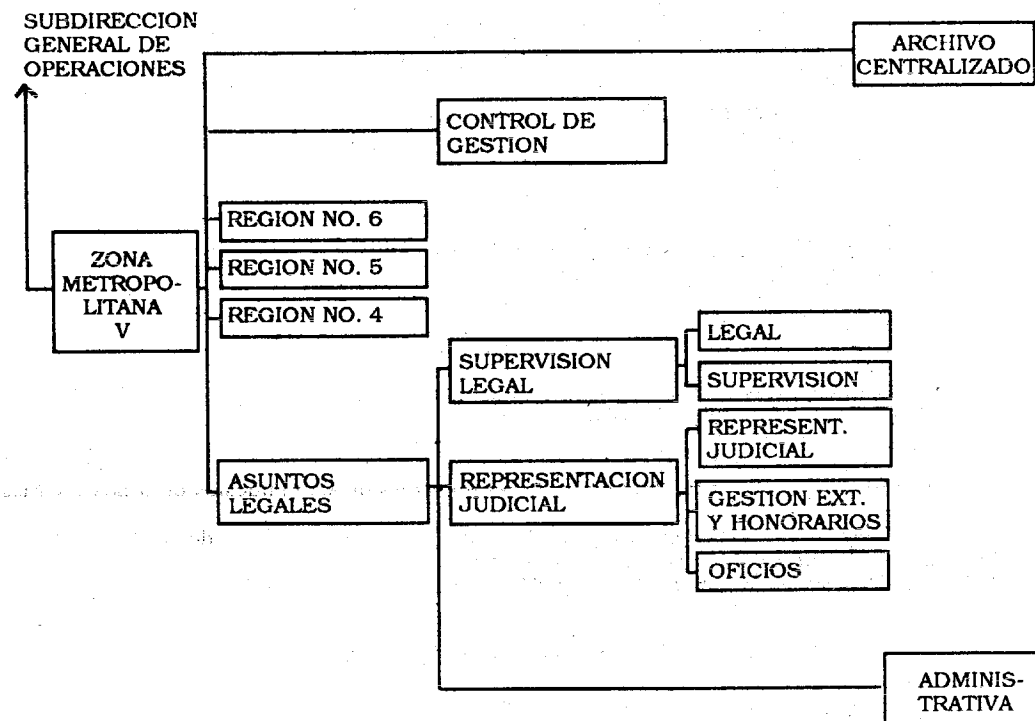 SUBDIRECCION
GENERAL DE
OPERACIONES
ARCHIVO
CENTRALIZADO
CONTROL DE
GESTION
REGION NO. 6
REGION NO. 5
REGION NO. 4
ZONA
METROPO-
LITANA
V
SUPERVISION
LEGAL
LEGAL
SUPERVISION
ASUNTOS
LEGALES
REPRESENTACION
JUDICIAL
REPRESENT.
JUDICIAL
GESTION EXT.
Y HONORARIOS
OFICIOS
ADMINIS-
TRATIVA